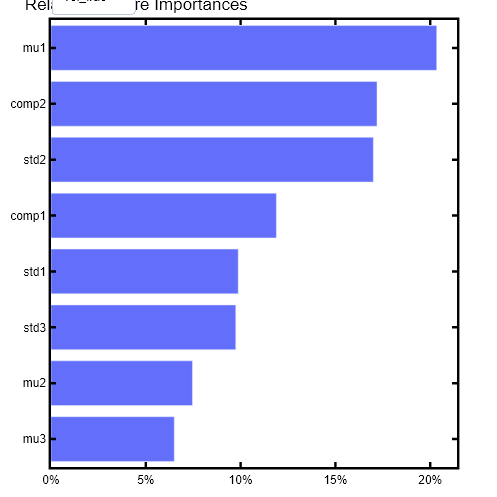 Rela re Importances
mu1
comp2
std2
comp1
std1
std3
mu2
mu3
0% 5% 10% 15% 20%